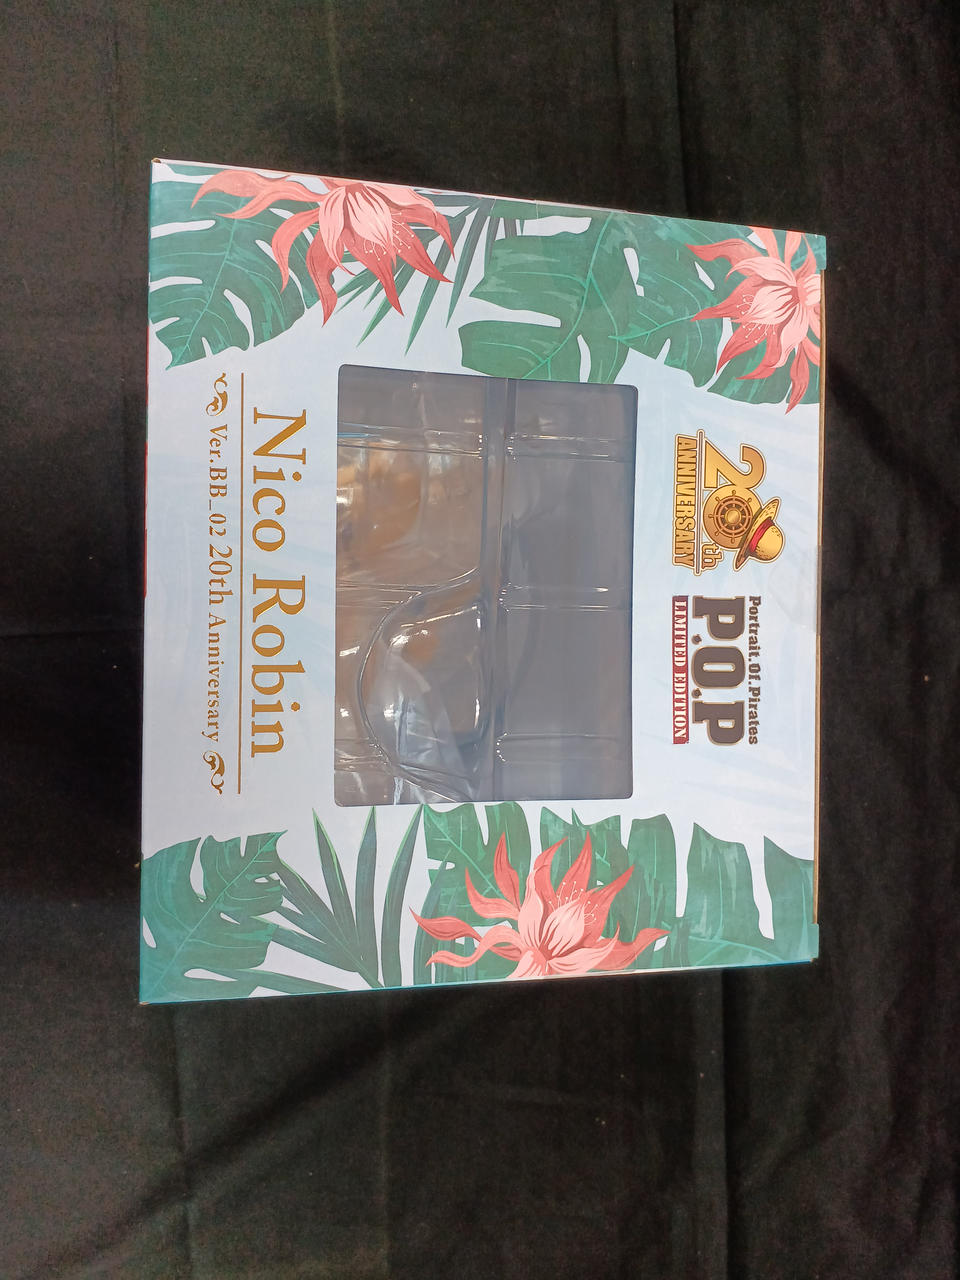 20th
ANNIVERSARY
Portrait.Of.Pirates
P.O.P
LIMITED EDITION
Nico Robin
Ver.BB_02 20th Anniversary